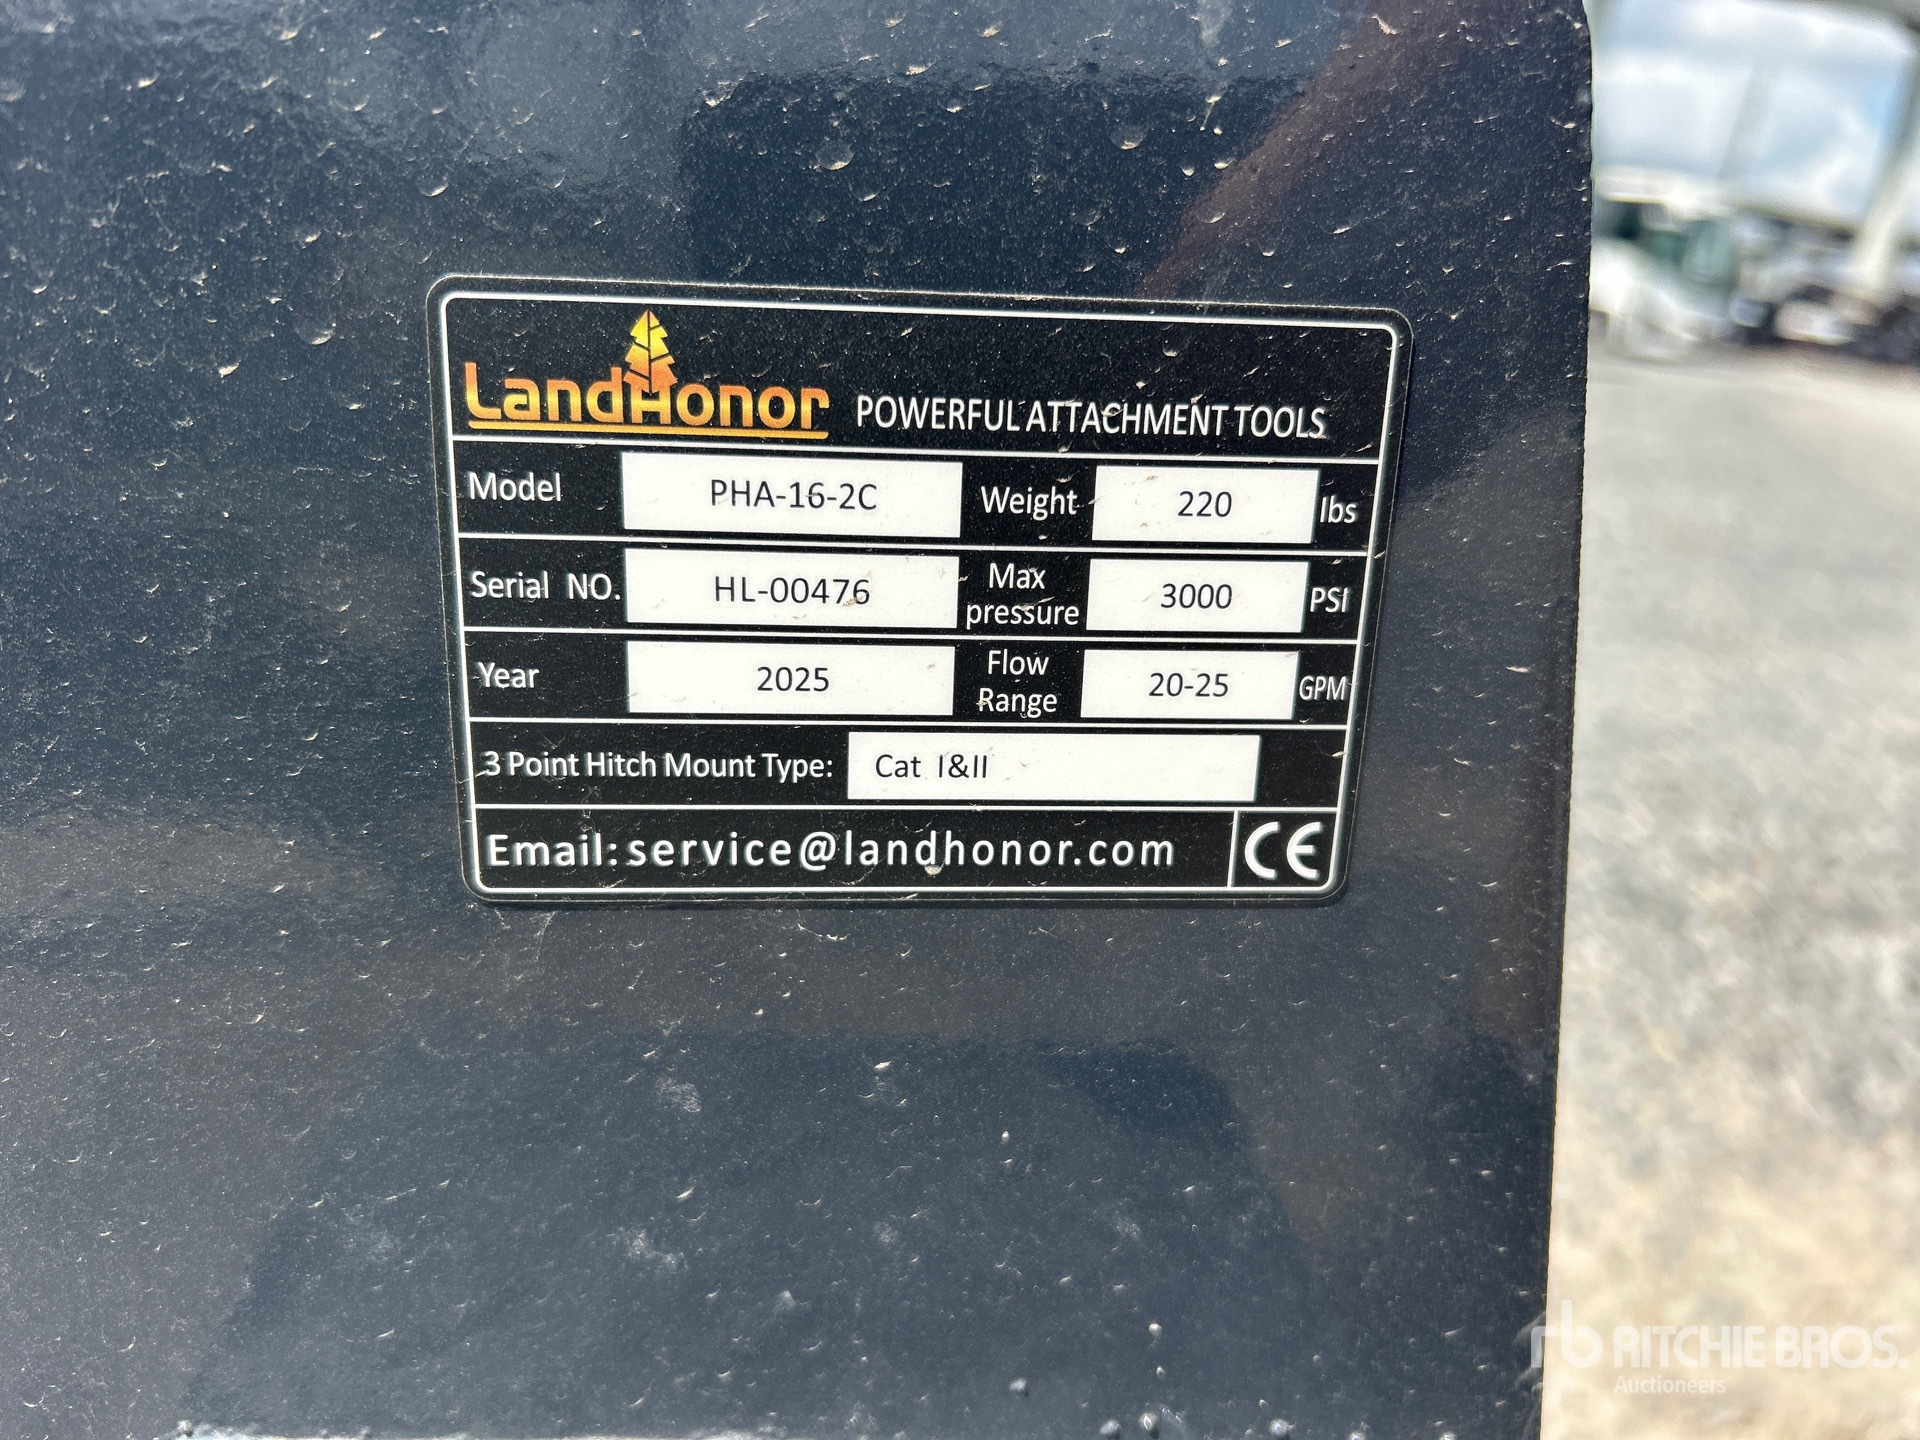 LandHonor POWERFUL ATTACHMENT TOOLS
Model PHA-16-2C Weight 220 lbs
Serial NO. HL-00476 Max pressure 3000 PSI
Year 2025 Flow Range 20-25 GPM
3 Point Hitch Mount Type: Cat I&II
Email: service@landhonor.com CE
rb RITCHIE BROS.
Auctioneers